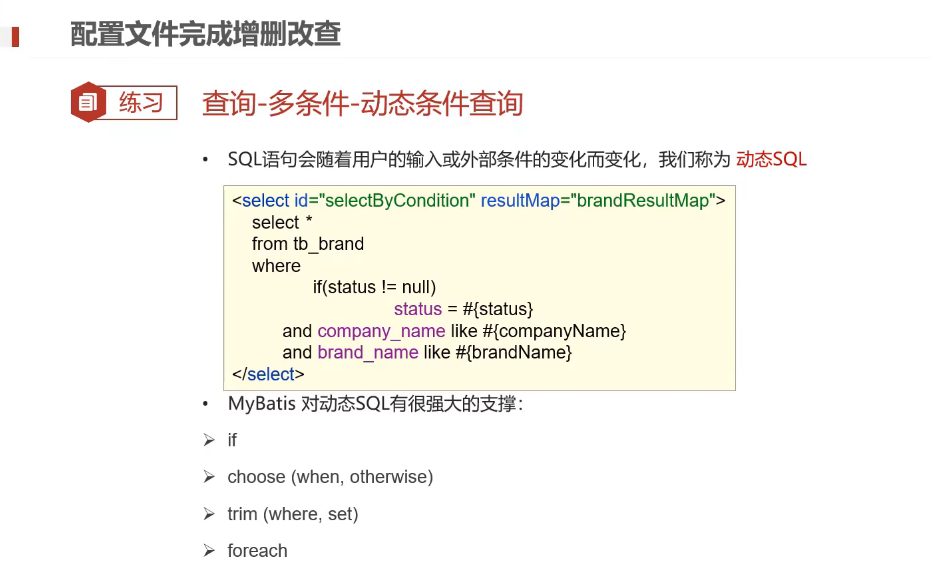 配置文件完成增删改查
练习
查询-多条件-动态条件查询
• SQL语句会随着用户的输入或外部条件的变化而变化，我们称为 动态SQL
<select id="selectByCondition" resultMap="brandResultMap">
select *
from tb_brand
where
if(status != null)
status = #{status}
and company_name like #{companyName}
and brand_name like #{brandName}
</select>
• MyBatis 对动态SQL有很强大的支撑：
➢ if
➢ choose (when, otherwise)
➢ trim (where, set)
➢ foreach